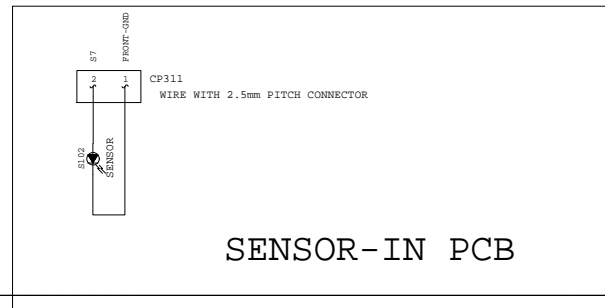 S7
FRONT-GND
2
1
CP311
WIRE WITH 2.5mm PITCH CONNECTOR
S102
SENSOR
SENSOR-IN PCB